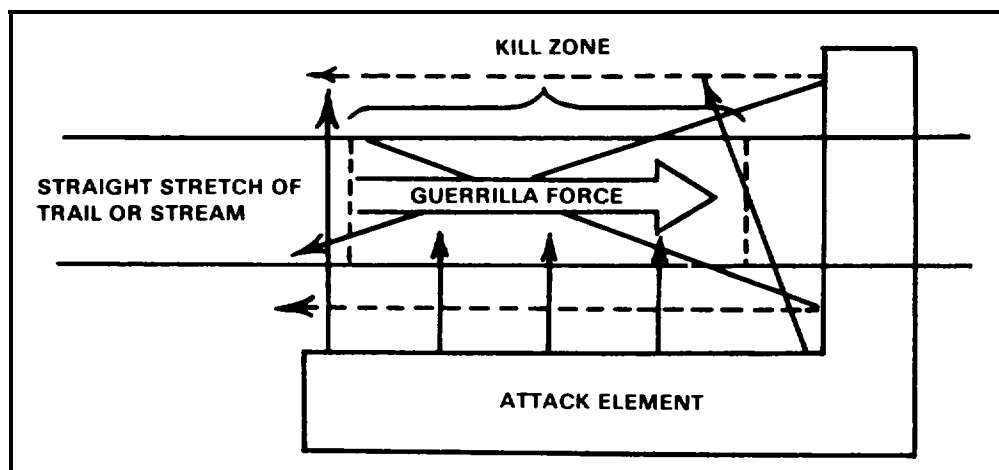 KILL ZONE
STRAIGHT STRETCH OF
TRAIL OR STREAM
GUERRILLA FORCE
ATTACK ELEMENT